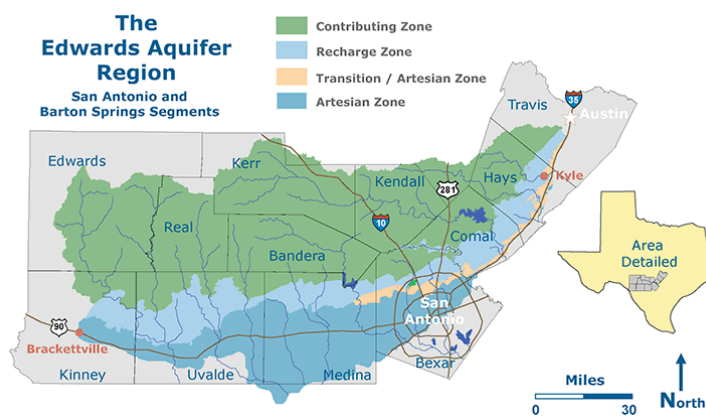 The
Edwards Aquifer
Region
San Antonio and
Barton Springs Segments
Contributing Zone
Recharge Zone
Transition / Artesian Zone
Artesian Zone
Travis
35
Austin
Edwards
Kerr
Kendall
Hays
Kyle
281
Real
10
Comal
Bandera
Area
Detailed
San
Antonio
90
Brackettville
Bexar
Kinney
Uvalde
Medina
Miles
0
30
North